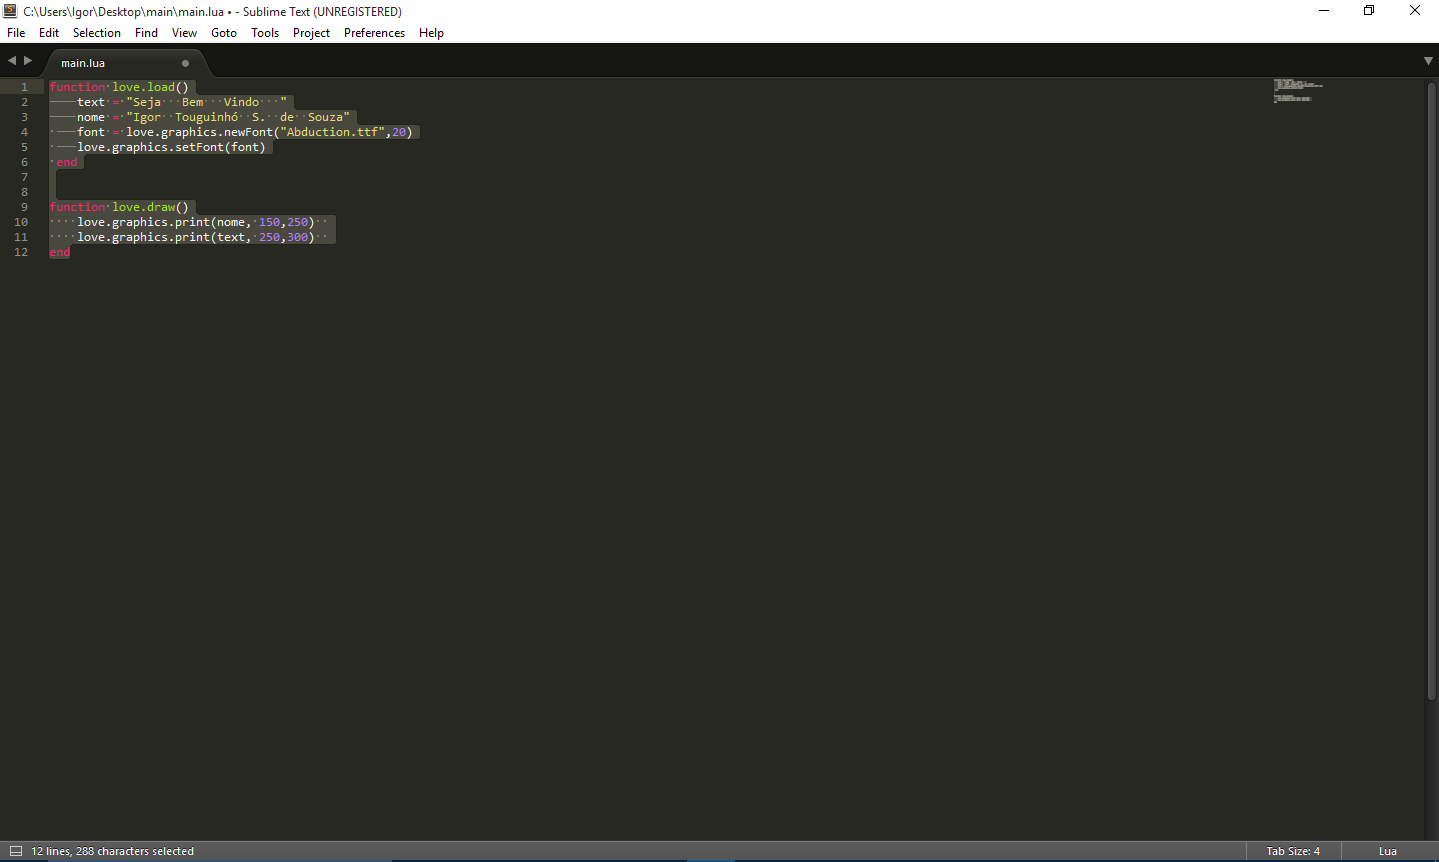 C:\Users\Igor\Desktop\main\main.lua • - Sublime Text (UNREGISTERED)
File Edit Selection Find View Goto Tools Project Preferences Help
main.lua
1 function love.load()
2 text = "Seja   Bem   Vindo   "
3 nome = "Igor  Touguinhó  S.  de  Souza"
4 font = love.graphics.newFont("Abduction.ttf",20)
5 love.graphics.setFont(font)
6 end
7
8
9 function love.draw()
10 love.graphics.print(nome, 150,250)
11 love.graphics.print(text, 250,300)
12 end
12 lines, 288 characters selected
Tab Size: 4
Lua